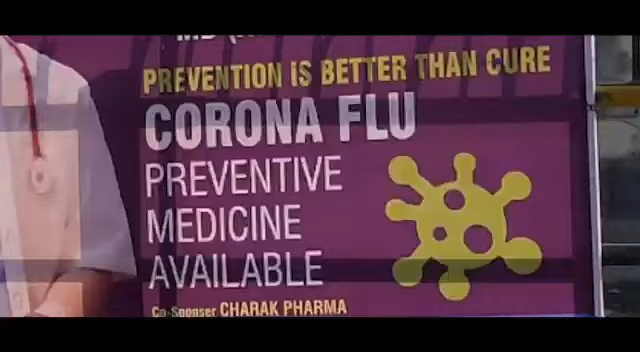 PREVENTION IS BETTER THAN CURE
CORONA FLU
PREVENTIVE
MEDICINE
AVAILABLE
Co-Sponser CHARAK PHARMA